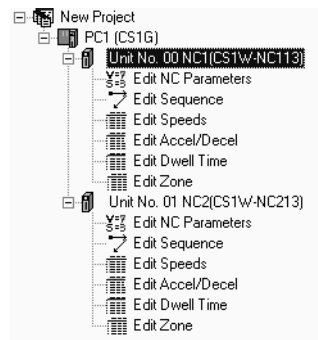 New Project
PC1 (CS1G)
Unit No. 00 NC1(CS1W-NC113)
Edit NC Parameters
Edit Sequence
Edit Speeds
Edit Accel/Decel
Edit Dwell Time
Edit Zone
Unit No. 01 NC2(CS1W-NC213)
Edit NC Parameters
Edit Sequence
Edit Speeds
Edit Accel/Decel
Edit Dwell Time
Edit Zone